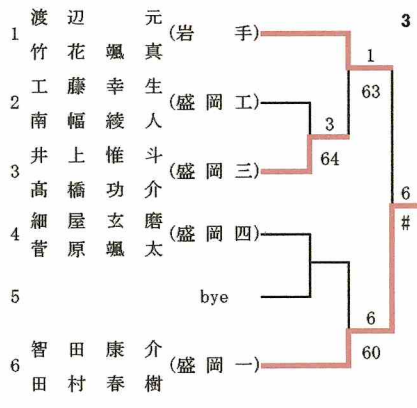 3
渡辺 元
1 (岩手)
竹花颯真
1
63
工藤幸生
2 (盛岡工)
南幅綾人
3
64
井上惟斗
3 (盛岡三)
髙橋功介
細屋玄磨
4 (盛岡四)
菅原颯太
6
#
5 bye
6
60
智田康介
6 (盛岡一)
田村春樹